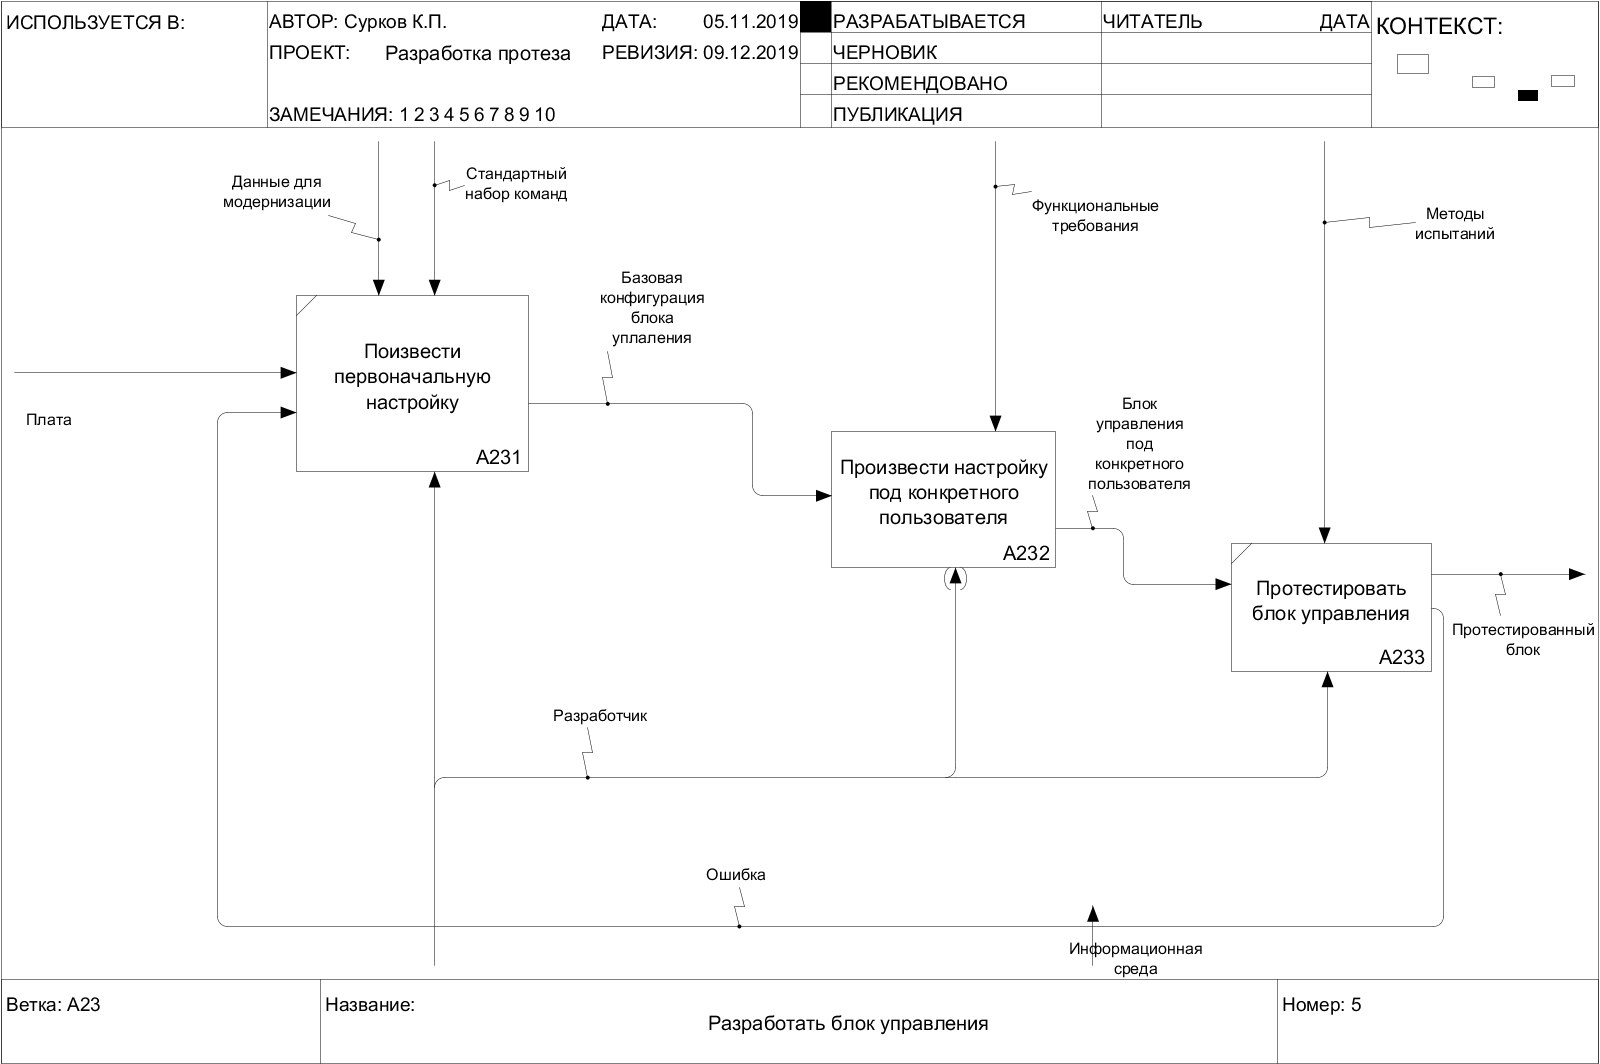 ИСПОЛЬЗУЕТСЯ В:
АВТОР: Сурков К.П.
ДАТА: 05.11.2019
ПРОЕКТ: Разработка протеза
РЕВИЗИЯ: 09.12.2019
ЗАМЕЧАНИЯ: 1 2 3 4 5 6 7 8 9 10
РАЗРАБАТЫВАЕТСЯ
ЧЕРНОВИК
РЕКОМЕНДОВАНО
ПУБЛИКАЦИЯ
ЧИТАТЕЛЬ
ДАТА
КОНТЕКСТ:
Данные для
модернизации
Стандартный
набор команд
Функциональные
требования
Методы
испытаний
Базовая
конфигурация
блока
уплаления
Поизвести
первоначальную
настройку
A231
Плата
Блок
управления
под
конкретного
пользователя
Произвести настройку
под конкретного
пользователя
A232
Протестировать
блок управления
A233
Протестированный
блок
Разработчик
Ошибка
Информационная
среда
Ветка: A23
Название:
Разработать блок управления
Номер: 5